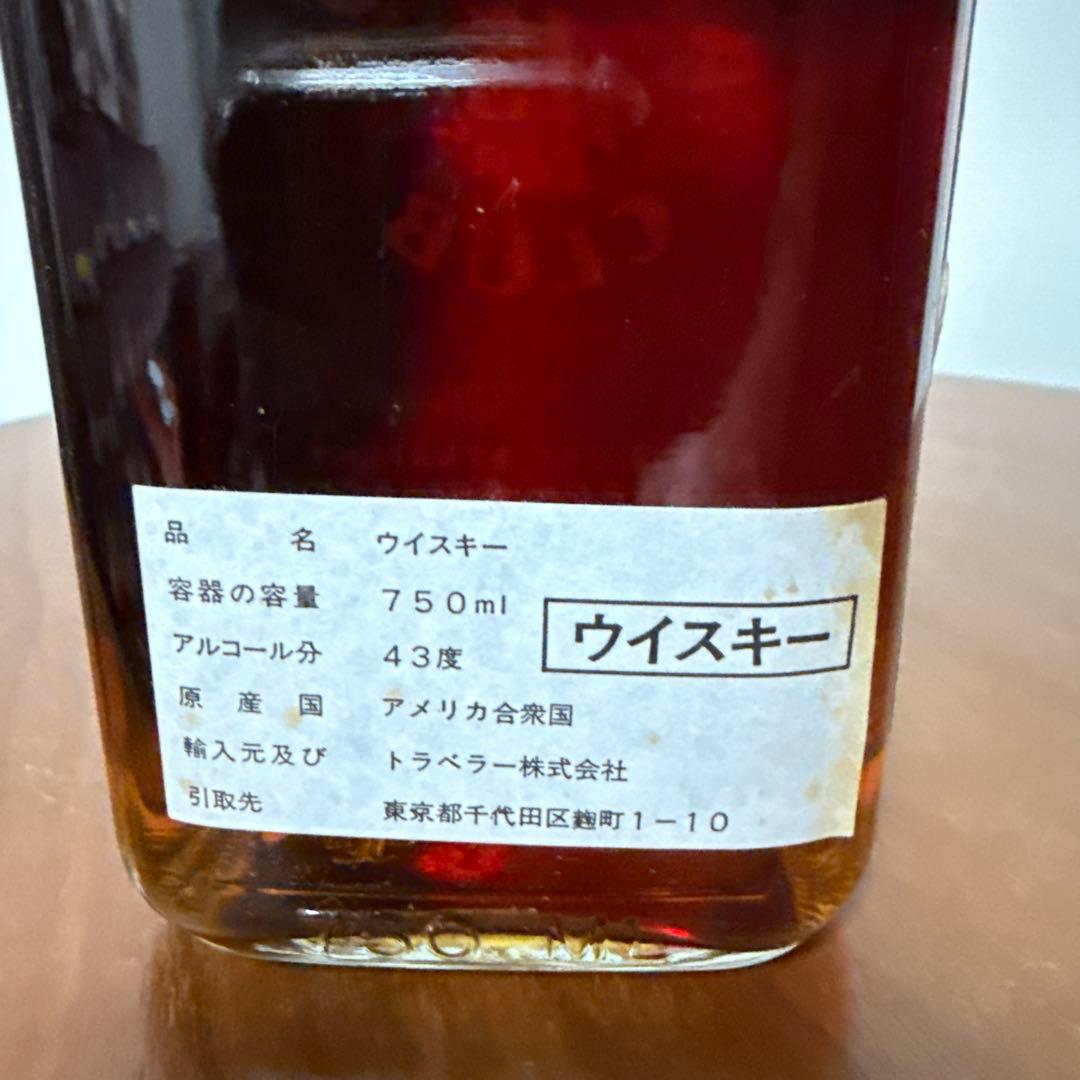 品名 ウイスキー
容器の容量 750ml
ウイスキー
アルコール分 43度
原産国 アメリカ合衆国
輸入元及び トラベラー株式会社
引取先 東京都千代田区麹町1-10
750 ML